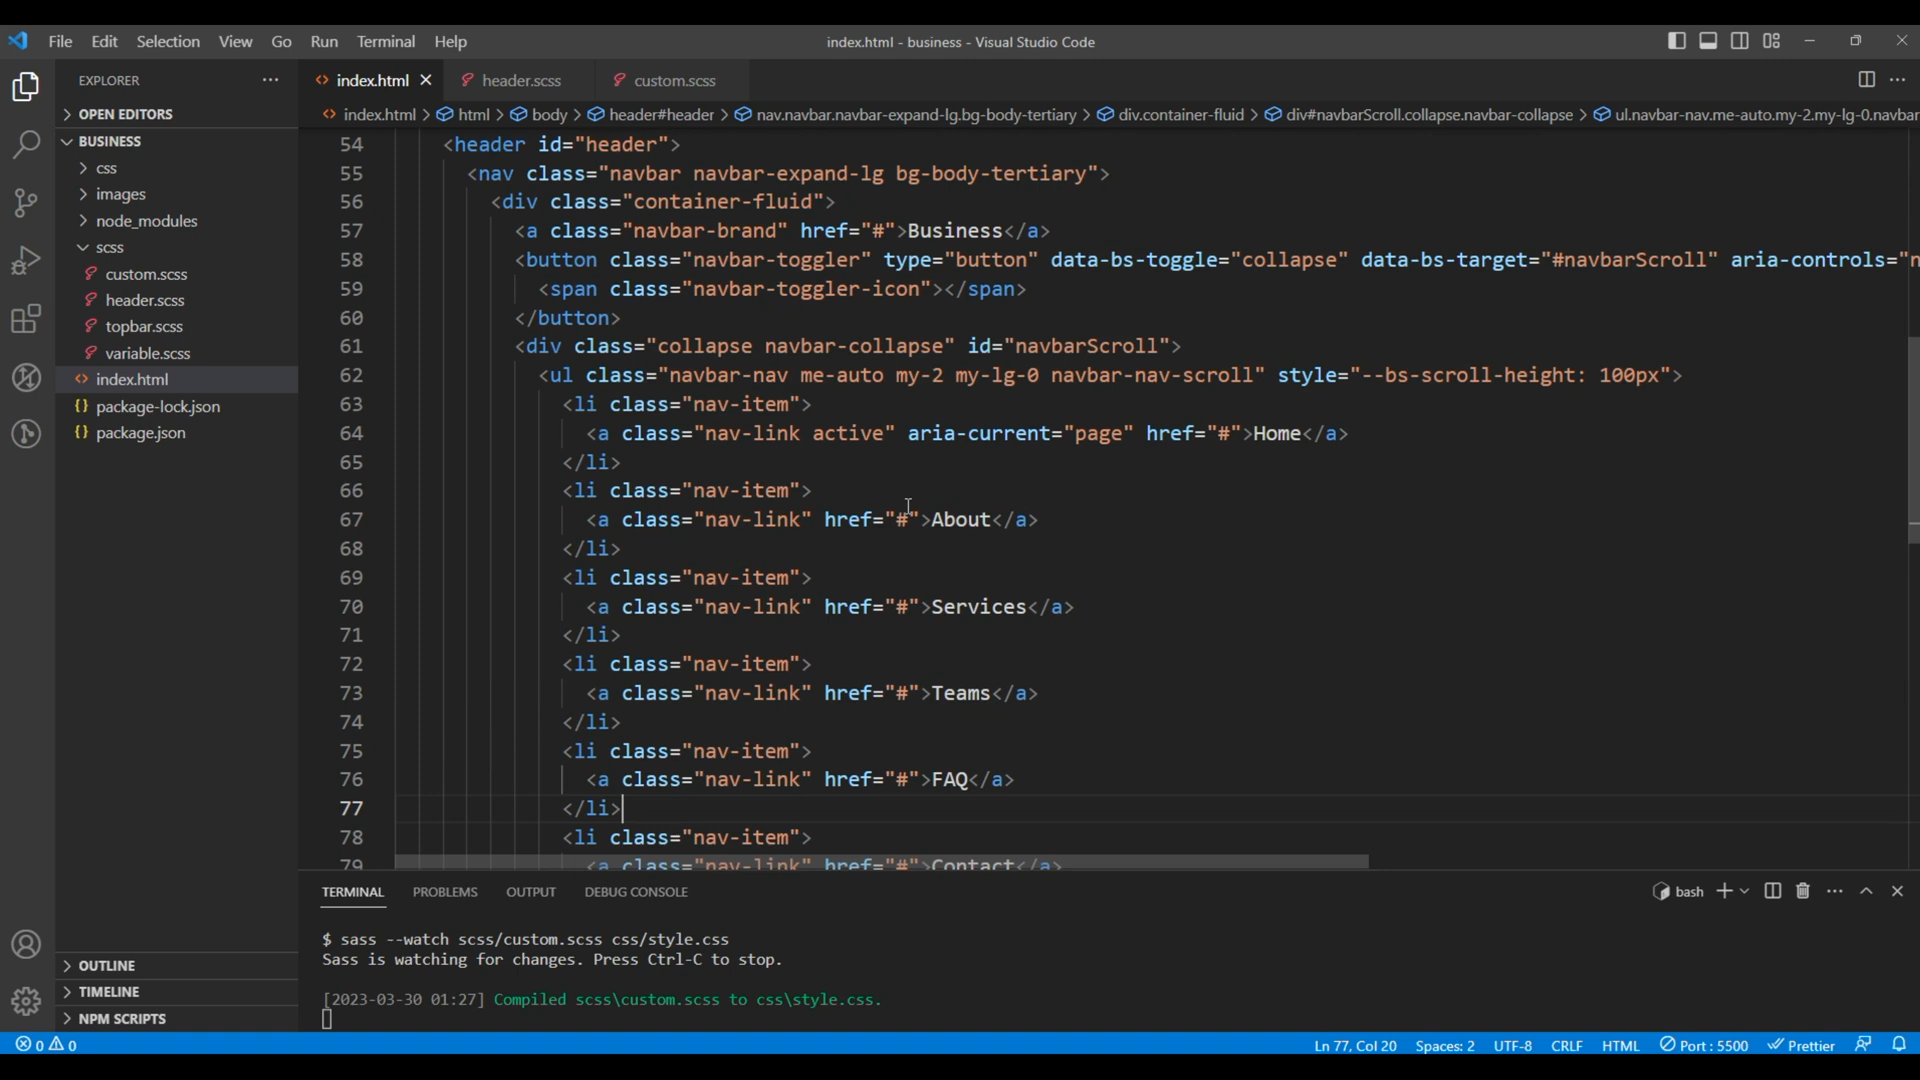 File Edit Selection View Go Run Terminal Help
index.html - business - Visual Studio Code
EXPLORER
OPEN EDITORS
BUSINESS
css
images
node_modules
scss
custom.scss
header.scss
topbar.scss
variable.scss
index.html
package-lock.json
package.json
OUTLINE
TIMELINE
NPM SCRIPTS
index.html header.scss custom.scss
index.html > html > body > header#header > nav.navbar.navbar-expand-lg.bg-body-tertiary > div.container-fluid > div#navbarScroll.collapse.navbar-collapse > ul.navbar-nav.me-auto.my-2.my-lg-0.navbar
54 <header id="header">
55 <nav class="navbar navbar-expand-lg bg-body-tertiary">
56 <div class="container-fluid">
57 <a class="navbar-brand" href="#">Business</a>
58 <button class="navbar-toggler" type="button" data-bs-toggle="collapse" data-bs-target="#navbarScroll" aria-controls="n
59 <span class="navbar-toggler-icon"></span>
60 </button>
61 <div class="collapse navbar-collapse" id="navbarScroll">
62 <ul class="navbar-nav me-auto my-2 my-lg-0 navbar-nav-scroll" style="--bs-scroll-height: 100px">
63 <li class="nav-item">
64 <a class="nav-link active" aria-current="page" href="#">Home</a>
65 </li>
66 <li class="nav-item">
67 <a class="nav-link" href="#">About</a>
68 </li>
69 <li class="nav-item">
70 <a class="nav-link" href="#">Services</a>
71 </li>
72 <li class="nav-item">
73 <a class="nav-link" href="#">Teams</a>
74 </li>
75 <li class="nav-item">
76 <a class="nav-link" href="#">FAQ</a>
77 </li>
78 <li class="nav-item">
79 <a class="nav-link" href="#">Contact</a>
TERMINAL PROBLEMS OUTPUT DEBUG CONSOLE
bash
$ sass --watch scss/custom.scss css/style.css
Sass is watching for changes. Press Ctrl-C to stop.
[2023-03-30 01:27] Compiled scss\custom.scss to css\style.css.
0 0
Ln 77, Col 20 Spaces: 2 UTF-8 CRLF HTML Port : 5500 Prettier